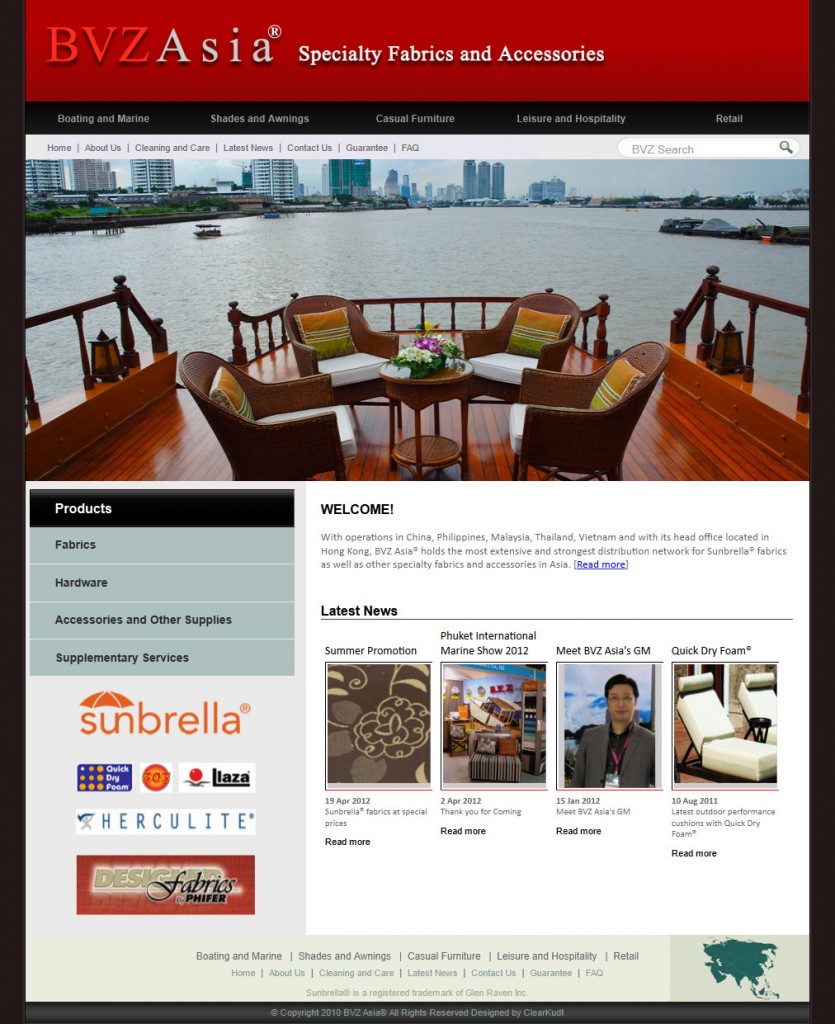 BVZ Asia® Specialty Fabrics and Accessories
Boating and Marine Shades and Awnings Casual Furniture Leisure and Hospitality Retail
Home | About Us | Cleaning and Care | Latest News | Contact Us | Guarantee | FAQ
BVZ Search
Products
Fabrics
Hardware
Accessories and Other Supplies
Supplementary Services
sunbrella®
Quick Dry Foam
303
Llaza
HERCULITE®
DESIGNER Fabrics By PHIFER
WELCOME!
With operations in China, Philippines, Malaysia, Thailand, Vietnam and with its head office located in
Hong Kong, BVZ Asia® holds the most extensive and strongest distribution network for Sunbrella® fabrics
as well as other specialty fabrics and accessories in Asia. [Read more]
Latest News
Summer Promotion
19 Apr 2012
Sunbrella® fabrics at special
prices
Read more
Phuket International
Marine Show 2012
B.V.Z.
2 Apr 2012
Thank you for Coming
Read more
Meet BVZ Asia's GM
15 Jan 2012
Meet BVZ Asia's GM
Read more
Quick Dry Foam®
10 Aug 2011
Latest outdoor performance
cushions with Quick Dry
Foam®
Read more
Boating and Marine | Shades and Awnings | Casual Furniture | Leisure and Hospitality | Retail
Home | About Us | Cleaning and Care | Latest News | Contact Us | Guarantee | FAQ
Sunbrella® is a registered trademark of Glen Raven Inc.
© Copyright 2010 BVZ Asia® All Rights Reserved Designed by ClearKudt